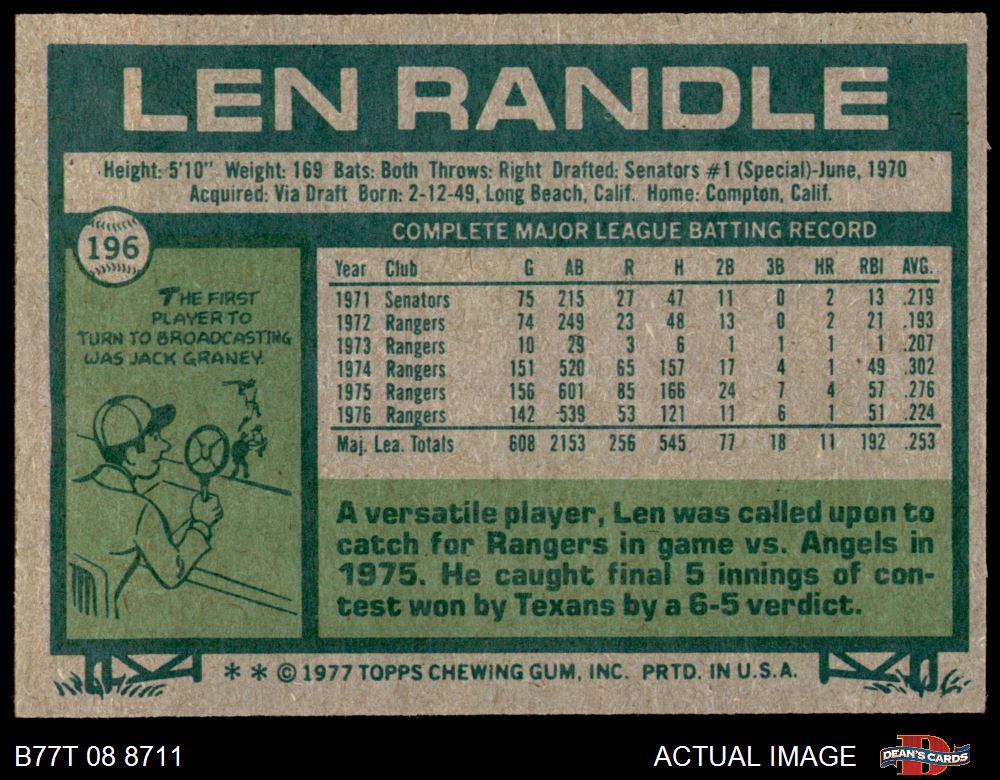 LEN RANDLE
Height: 5'10" Weight: 169 Bats: Both Throws: Right Drafted: Senators #1 (Special)-June, 1970
Acquired: Via Draft Born: 2-12-49, Long Beach, Calif. Home: Compton, Calif.
196
THE FIRST
PLAYER TO
TURN TO BROADCASTING
WAS JACK GRANEY.
COMPLETE MAJOR LEAGUE BATTING RECORD
Year Club G AB R H 2B 3B HR RBI AVG.
1971 Senators 75 215 27 47 11 0 2 13 .219
1972 Rangers 74 249 23 48 13 0 2 21 .193
1973 Rangers 10 29 3 6 1 1 1 1 .207
1974 Rangers 151 520 65 157 17 4 1 49 .302
1975 Rangers 156 601 85 166 24 7 4 57 .276
1976 Rangers 142 539 53 121 11 6 1 51 .224
Maj. Lea. Totals 608 2153 256 545 77 18 11 192 .253
A versatile player, Len was called upon to
catch for Rangers in game vs. Angels in
1975. He caught final 5 innings of con-
test won by Texans by a 6-5 verdict.
* * © 1977 TOPPS CHEWING GUM, INC. PRTD. IN U.S.A.
B77T 08 8711
ACTUAL IMAGE
DEAN'S CARDS